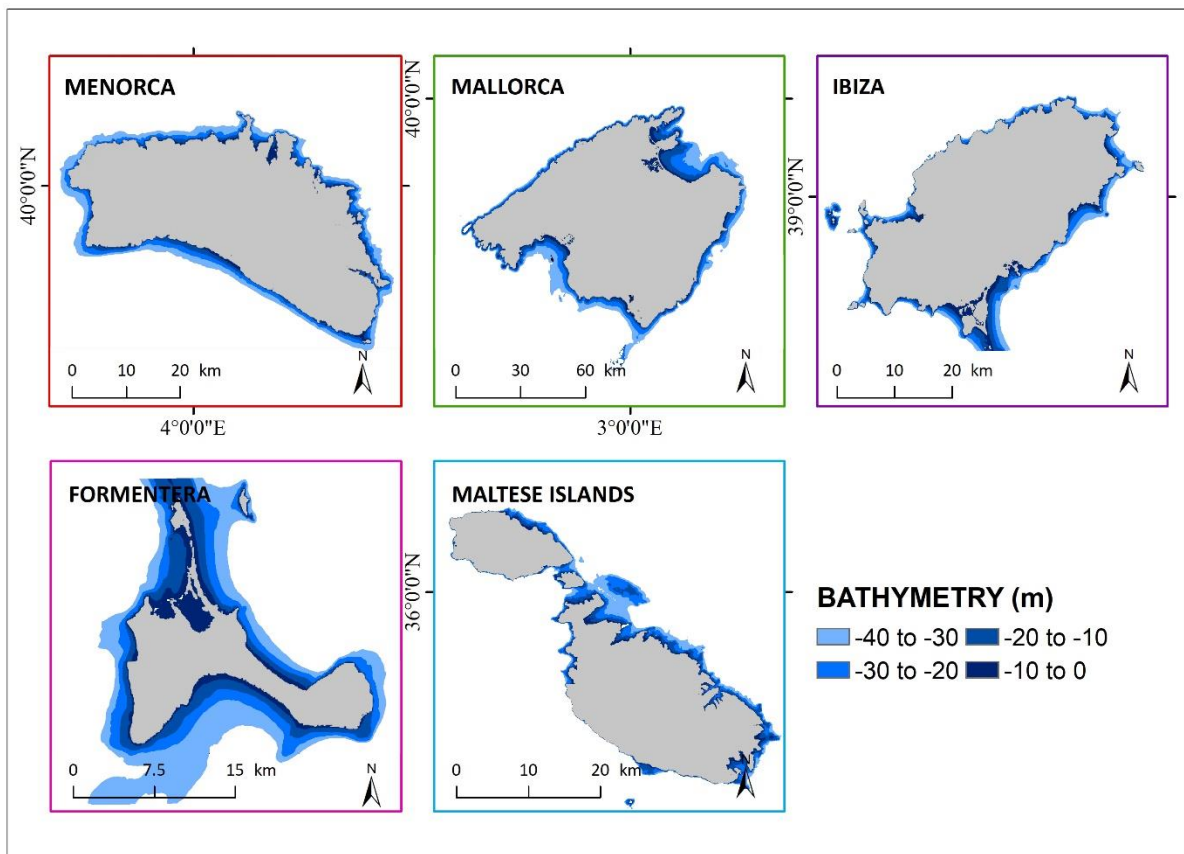 MENORCA
40°0'0"N
N
0 10 20 km
4°0'0"E
MALLORCA
40°0'0"N
N
0 30 60 km
3°0'0"E
IBIZA
39°0'0"N
N
0 10 20 km
FORMENTERA
N
0 7.5 15 km
MALTESE ISLANDS
36°0'0"N
N
0 10 20 km
BATHYMETRY (m)
-40 to -30 -20 to -10
-30 to -20 -10 to 0